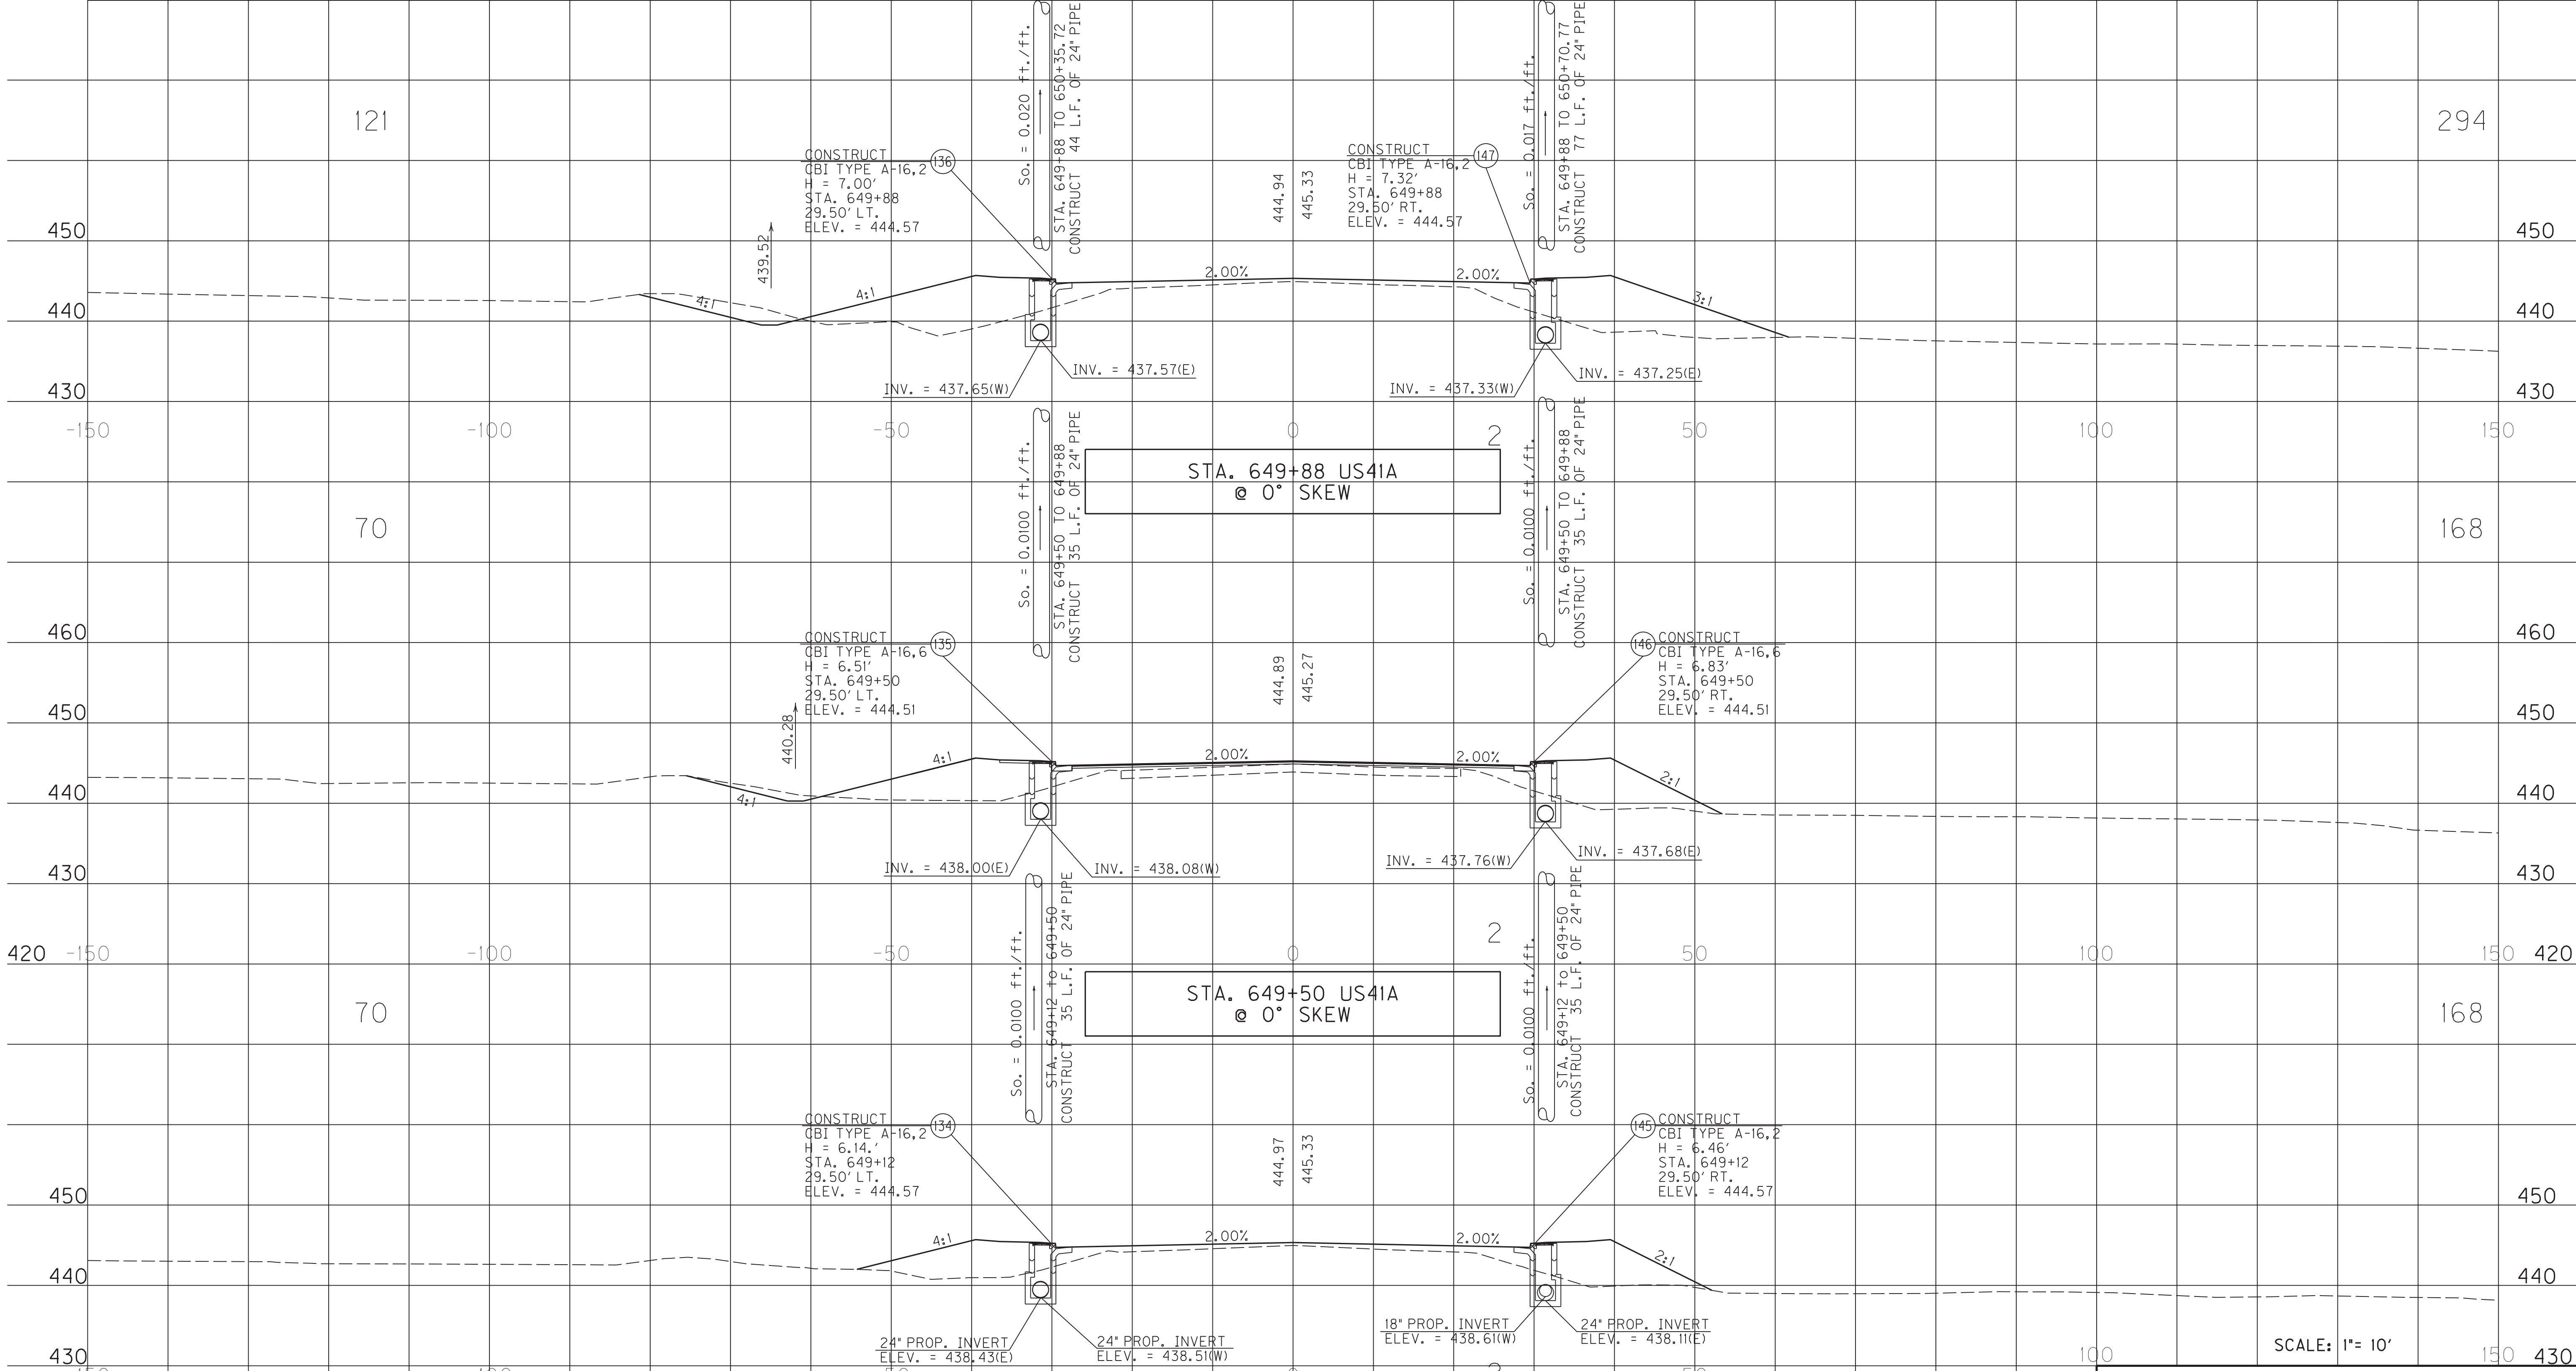 So. = 0.020 ft./ft.
STA. 649+88 TO 650+35.72
CONSTRUCT 44 L.F. OF 24" PIPE
So. = 0.017 ft./ft.
STA. 649+88 TO 650+70.77
CONSTRUCT 77 L.F. OF 24" PIPE
121
294
CONSTRUCT
CBI TYPE A-16,2
H = 7.00'
STA. 649+88
29.50' LT.
ELEV. = 444.57
136
CONSTRUCT
CBI TYPE A-16,2
H = 7.32'
STA. 649+88
29.50' RT.
ELEV. = 444.57
147
444.94
445.33
439.52
450
450
4:1
4:1
2.00%
2.00%
3:1
440
440
INV. = 437.65(W)
INV. = 437.57(E)
INV. = 437.33(W)
INV. = 437.25(E)
430
430
-150
-100
-50
0
2
50
100
150
STA. 649+88 US41A
@ 0° SKEW
So. = 0.0100 ft./ft.
STA. 649+50 TO 649+88
CONSTRUCT 35 L.F. OF 24" PIPE
So. = 0.0100 ft./ft.
STA. 649+50 TO 649+88
CONSTRUCT 35 L.F. OF 24" PIPE
70
168
460
460
CONSTRUCT
CBI TYPE A-16,6
H = 6.51'
STA. 649+50
29.50' LT.
ELEV. = 444.51
135
146
CONSTRUCT
CBI TYPE A-16,6
H = 6.83'
STA. 649+50
29.50' RT.
ELEV. = 444.51
444.89
445.27
440.28
450
450
4:1
4:1
2.00%
2.00%
2:1
440
440
INV. = 438.00(E)
INV. = 438.08(W)
INV. = 437.76(W)
INV. = 437.68(E)
430
430
420
-150
-100
-50
0
2
50
100
150
420
STA. 649+50 US41A
@ 0° SKEW
So. = 0.0100 ft./ft.
STA. 649+12 to 649+50
CONSTRUCT 35 L.F. OF 24" PIPE
So. = 0.0100 ft./ft.
STA. 649+12 to 649+50
CONSTRUCT 35 L.F. OF 24" PIPE
70
168
CONSTRUCT
CBI TYPE A-16,2
H = 6.14.'
STA. 649+12
29.50' LT.
ELEV. = 444.57
134
145
CONSTRUCT
CBI TYPE A-16,2
H = 6.46'
STA. 649+12
29.50' RT.
ELEV. = 444.57
444.97
445.33
450
450
4:1
2.00%
2.00%
2:1
440
440
24" PROP. INVERT
ELEV. = 438.43(E)
24" PROP. INVERT
ELEV. = 438.51(W)
18" PROP. INVERT
ELEV. = 438.61(W)
24" PROP. INVERT
ELEV. = 438.11(E)
SCALE: 1"= 10'
430
100
150
430